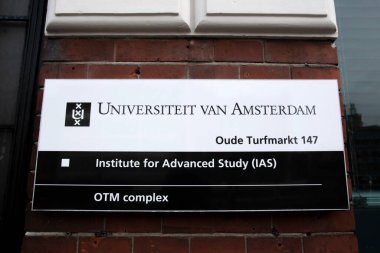 UNIVERSITEIT VAN AMSTERDAM
Oude Turfmarkt 147
Institute for Advanced Study (IAS)
OTM complex